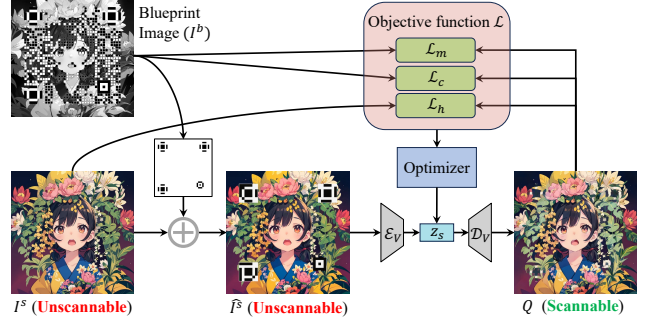 Blueprint
Image (I^b)
Objective function ℒ
ℒ_m
ℒ_c
ℒ_h
Optimizer
ℰ_V
z_s
𝒟_V
I^s (Unscannable)
Î^s (Unscannable)
Q (Scannable)